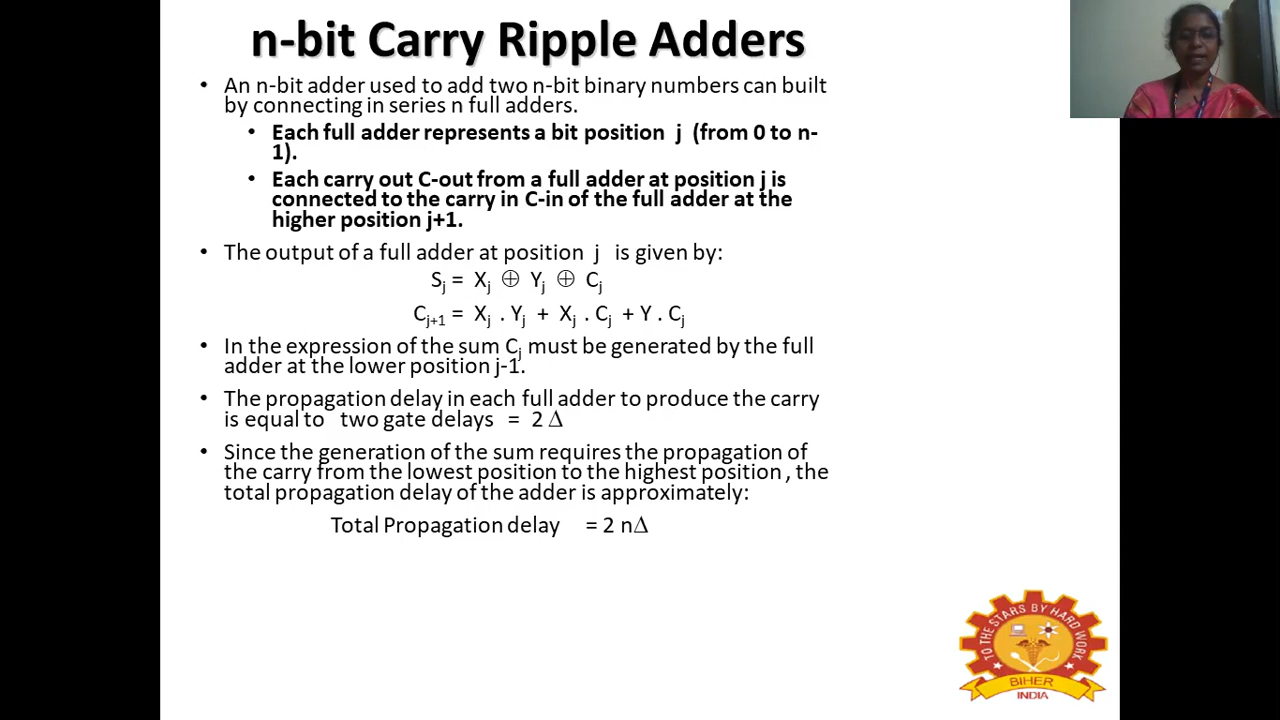 n-bit Carry Ripple Adders
• An n-bit adder used to add two n-bit binary numbers can built
by connecting in series n full adders.
• Each full adder represents a bit position j (from 0 to n-
1).
• Each carry out C-out from a full adder at position j is
connected to the carry in C-in of the full adder at the
higher position j+1.
• The output of a full adder at position j is given by:
Sj = Xj ⊕ Yj ⊕ Cj
Cj+1 = Xj . Yj + Xj . Cj + Y . Cj
• In the expression of the sum Cj must be generated by the full
adder at the lower position j-1.
• The propagation delay in each full adder to produce the carry
is equal to two gate delays = 2 Δ
• Since the generation of the sum requires the propagation of
the carry from the lowest position to the highest position , the
total propagation delay of the adder is approximately:
Total Propagation delay = 2 nΔ
TO THE STARS BY HARD WORK
BIHER
INDIA